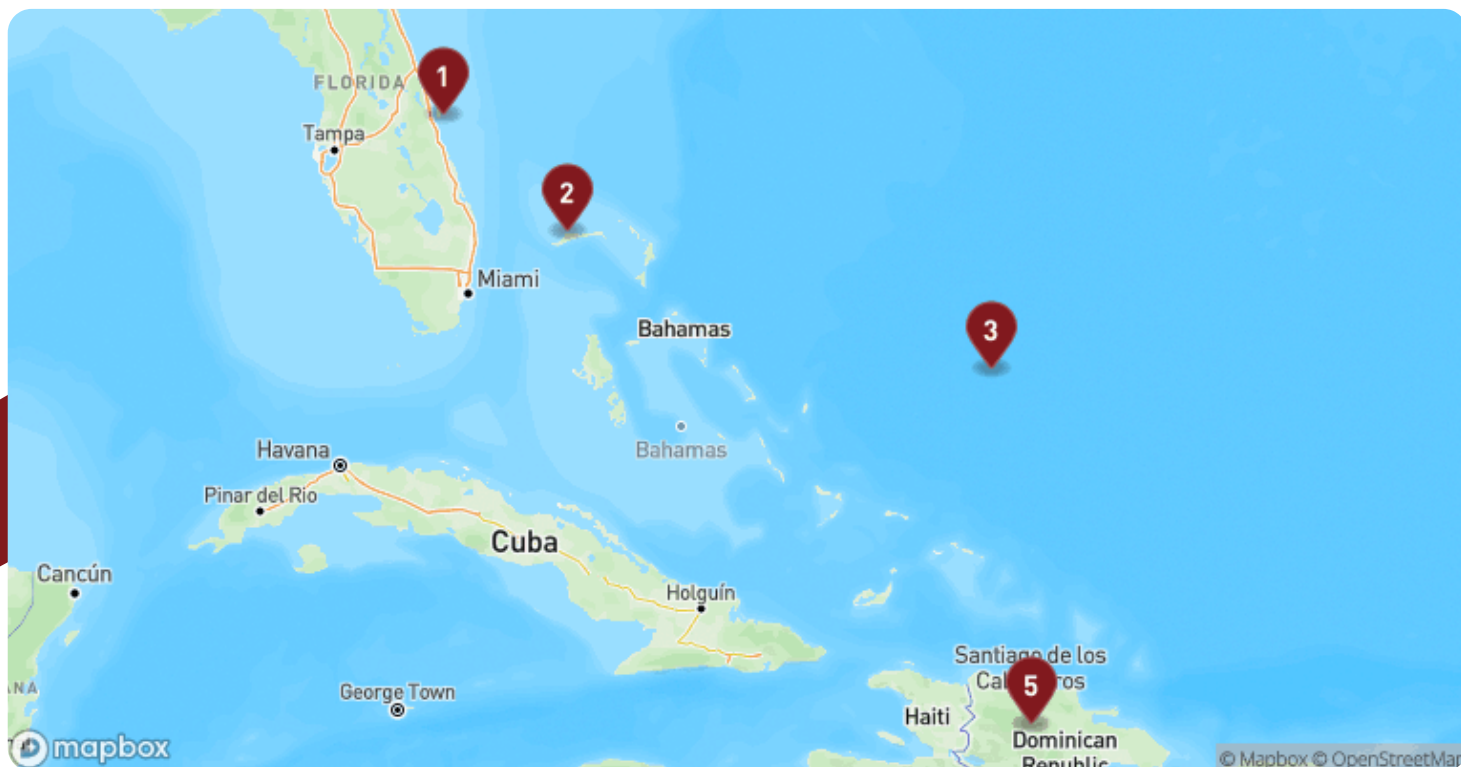 1
FLORIDA
Tampa
2
Miami
Bahamas
3
Bahamas
Havana
Pinar del Rio
Cuba
Cancún
Holguín
Santiago de los
5
George Town
Haiti
Dominican
Republic
mapbox
© Mapbox © OpenStreetMap